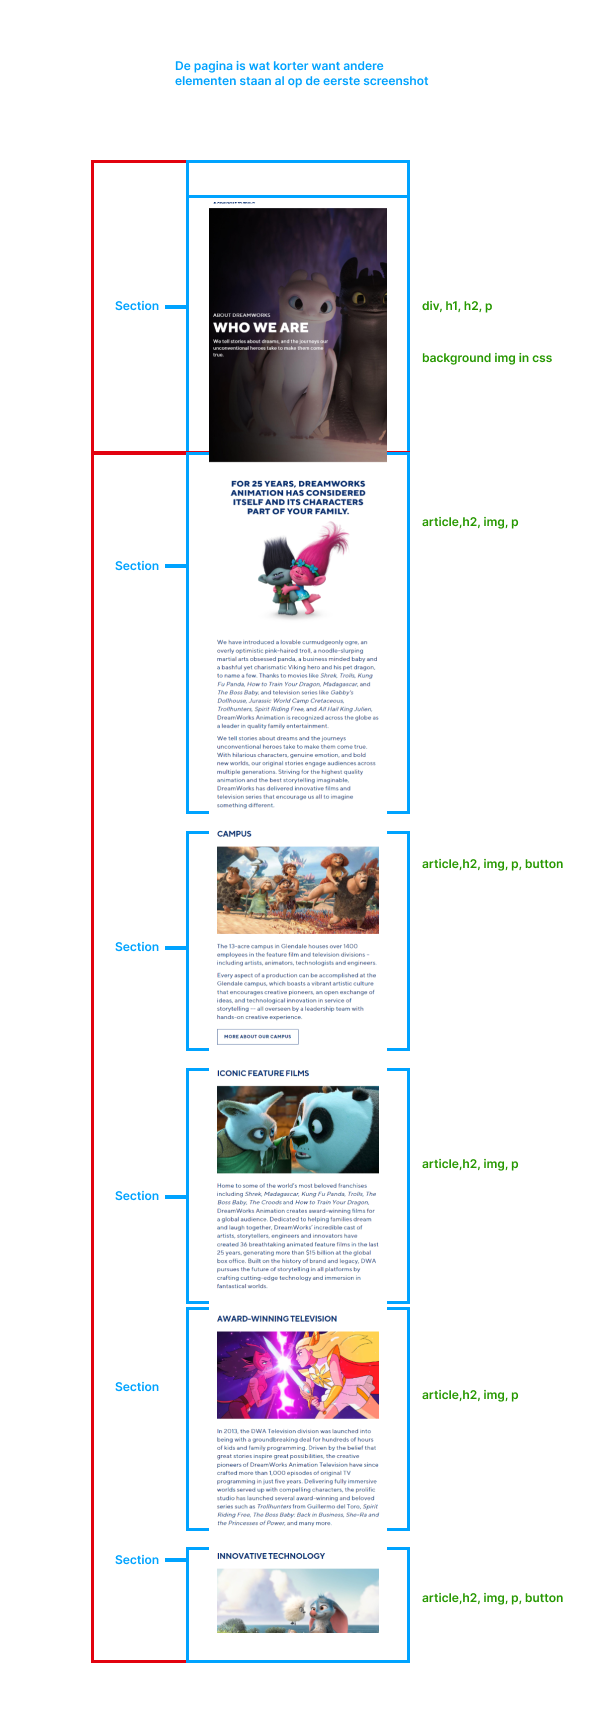 De pagina is wat korter want andere
elementen staan al op de eerste screenshot
Section
ABOUT DREAMWORKS
WHO WE ARE
We tell stories about dreams, and the journeys our
unconventional heroes take to make them come
true.
div, h1, h2, p
background img in css
FOR 25 YEARS, DREAMWORKS
ANIMATION HAS CONSIDERED
ITSELF AND ITS CHARACTERS
PART OF YOUR FAMILY.
article,h2, img, p
Section
We have introduced a lovable curmudgeonly ogre, an
overly optimistic pink-haired troll, a noodle-slurping
martial arts obsessed panda, a business minded baby and
a bashful yet charismatic Viking hero and his pet dragon,
to name a few. Thanks to movies like Shrek, Trolls, Kung
Fu Panda, How to Train Your Dragon, Madagascar, and
The Boss Baby, and television series like Gabby's
Dollhouse, Jurassic World Camp Cretaceous,
Trollhunters, Spirit Riding Free, and All Hail King Julien,
DreamWorks Animation is recognized across the globe as
a leader in quality family entertainment.
We tell stories about dreams and the journeys
unconventional heroes take to make them come true.
With hilarious characters, genuine emotion, and bold
new worlds, our original stories engage audiences across
multiple generations. Striving for the highest quality
animation and the best storytelling imaginable,
DreamWorks has delivered innovative films and
television series that encourage us all to imagine
something different.
CAMPUS
article,h2, img, p, button
Section
The 13-acre campus in Glendale houses over 1400
employees in the feature film and television divisions –
including artists, animators, technologists and engineers.
Every aspect of a production can be accomplished at the
Glendale campus, which boasts a vibrant artistic culture
that encourages creative pioneers, an open exchange of
ideas, and technological innovation in service of
storytelling — all overseen by a leadership team with
hands-on creative experience.
MORE ABOUT OUR CAMPUS
ICONIC FEATURE FILMS
article,h2, img, p
Section
Home to some of the world's most beloved franchises
including Shrek, Madagascar, Kung Fu Panda, Trolls, The
Boss Baby, The Croods and How to Train Your Dragon,
DreamWorks Animation creates award-winning films for
a global audience. Dedicated to helping families dream
and laugh together, DreamWorks' incredible cast of
artists, storytellers, engineers and innovators have
created 36 breathtaking animated feature films in the last
25 years, generating more than $15 billion at the global
box office. Built on the history of brand and legacy, DWA
pursues the future of storytelling in all platforms by
crafting cutting-edge technology and immersion in
fantastical worlds.
AWARD-WINNING TELEVISION
Section
article,h2, img, p
In 2013, the DWA Television division was launched into
being with a groundbreaking deal for hundreds of hours
of kids and family programming. Driven by the belief that
great stories inspire great possibilities, the creative
pioneers of DreamWorks Animation Television have since
crafted more than 1,000 episodes of original TV
programming in just five years. Delivering fully immersive
worlds served up with compelling characters, the prolific
studio has launched several award-winning and beloved
series such as Trollhunters from Guillermo del Toro, Spirit
Riding Free, The Boss Baby: Back in Business, She-Ra and
the Princesses of Power, and many more.
Section
INNOVATIVE TECHNOLOGY
article,h2, img, p, button